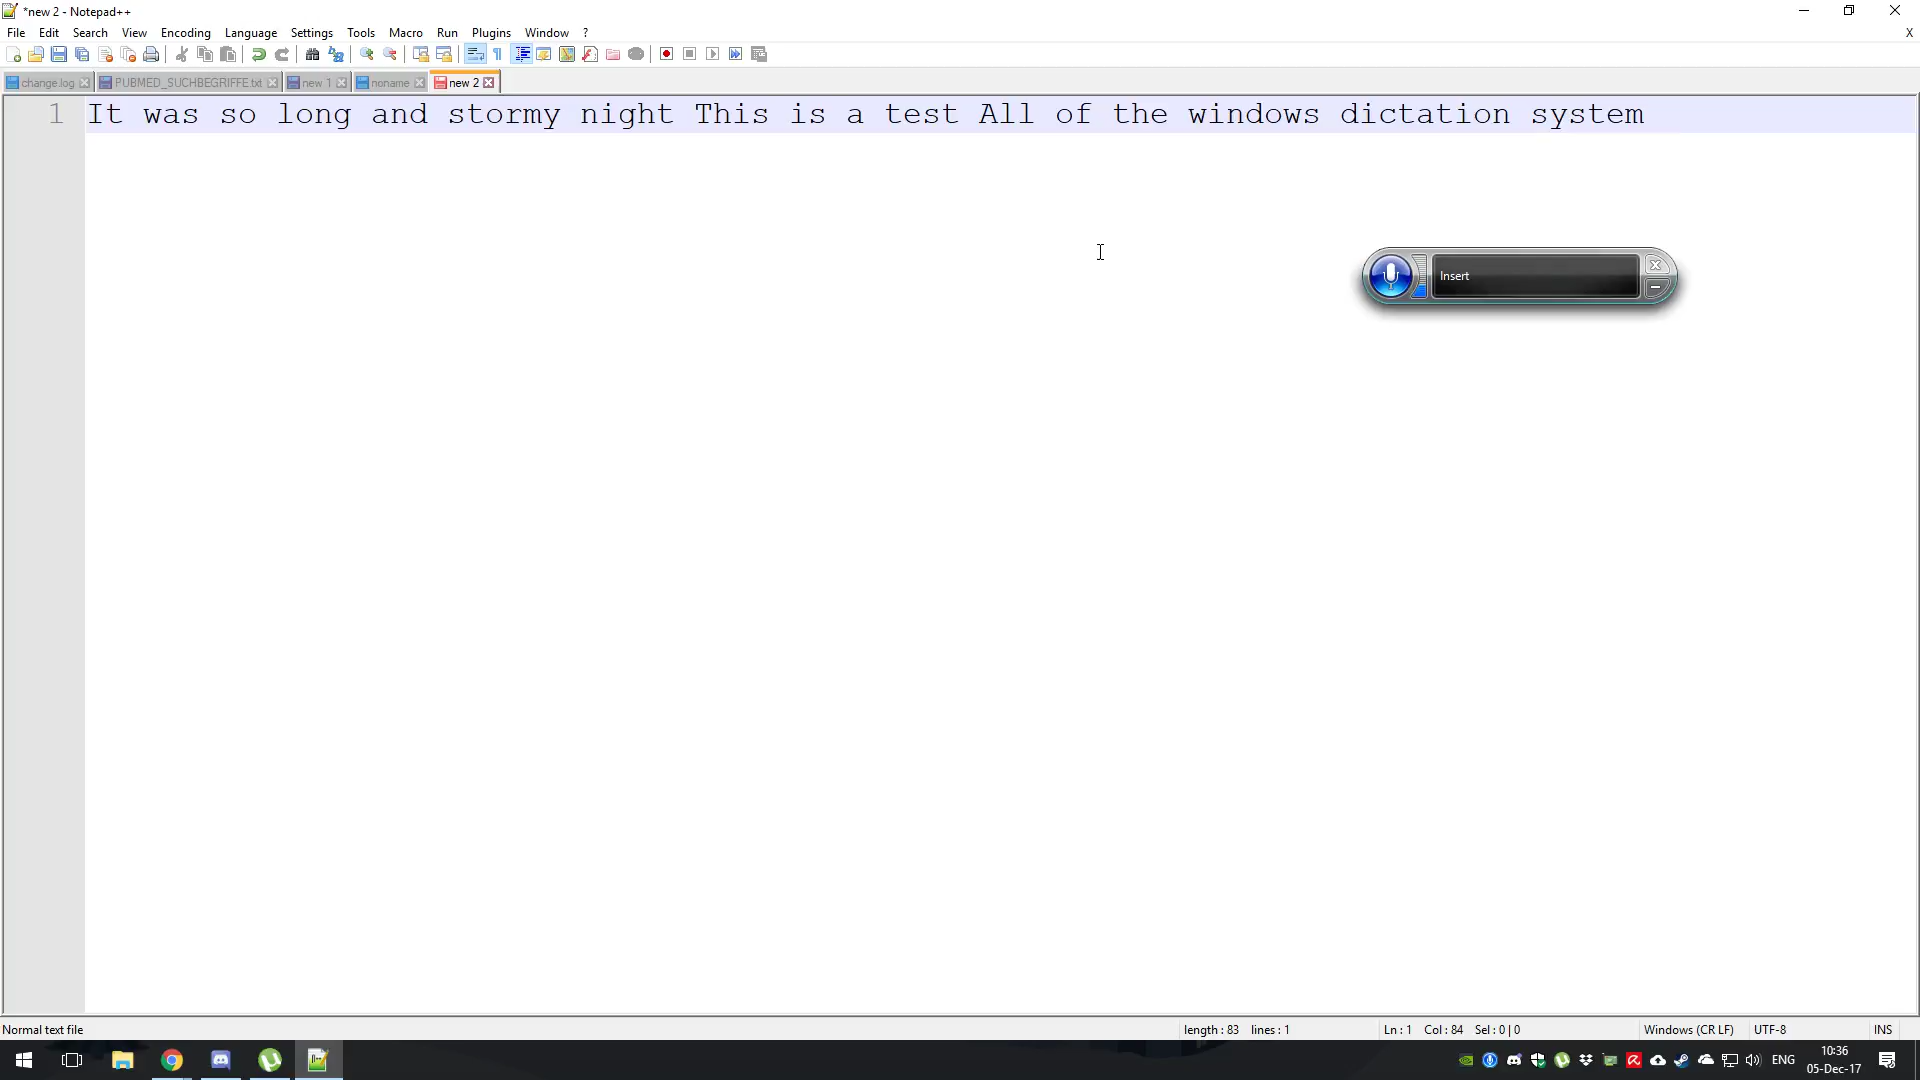 *new 2 - Notepad++
File Edit Search View Encoding Language Settings Tools Macro Run Plugins Window ? X
change.log PUBMED_SUCHBEGRIFFE.txt new 1 noname new 2
1 It was so long and stormy night This is a test All of the windows dictation system
Insert
Normal text file length : 83 lines : 1 Ln : 1 Col : 84 Sel : 0 | 0 Windows (CR LF) UTF-8 INS
ENG 10:36
05-Dec-17